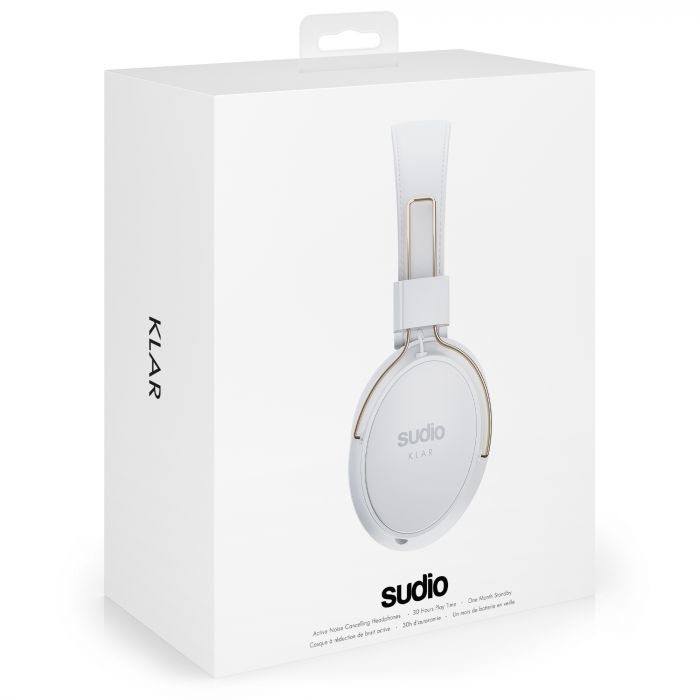 KLAR
sudio
KLAR
sudio
Active Noise Cancelling Headphones · 30 Hours Play Time · One Month Standby
Casque à réduction de bruit active · 30h d'autonomie · Un mois de batterie en veille